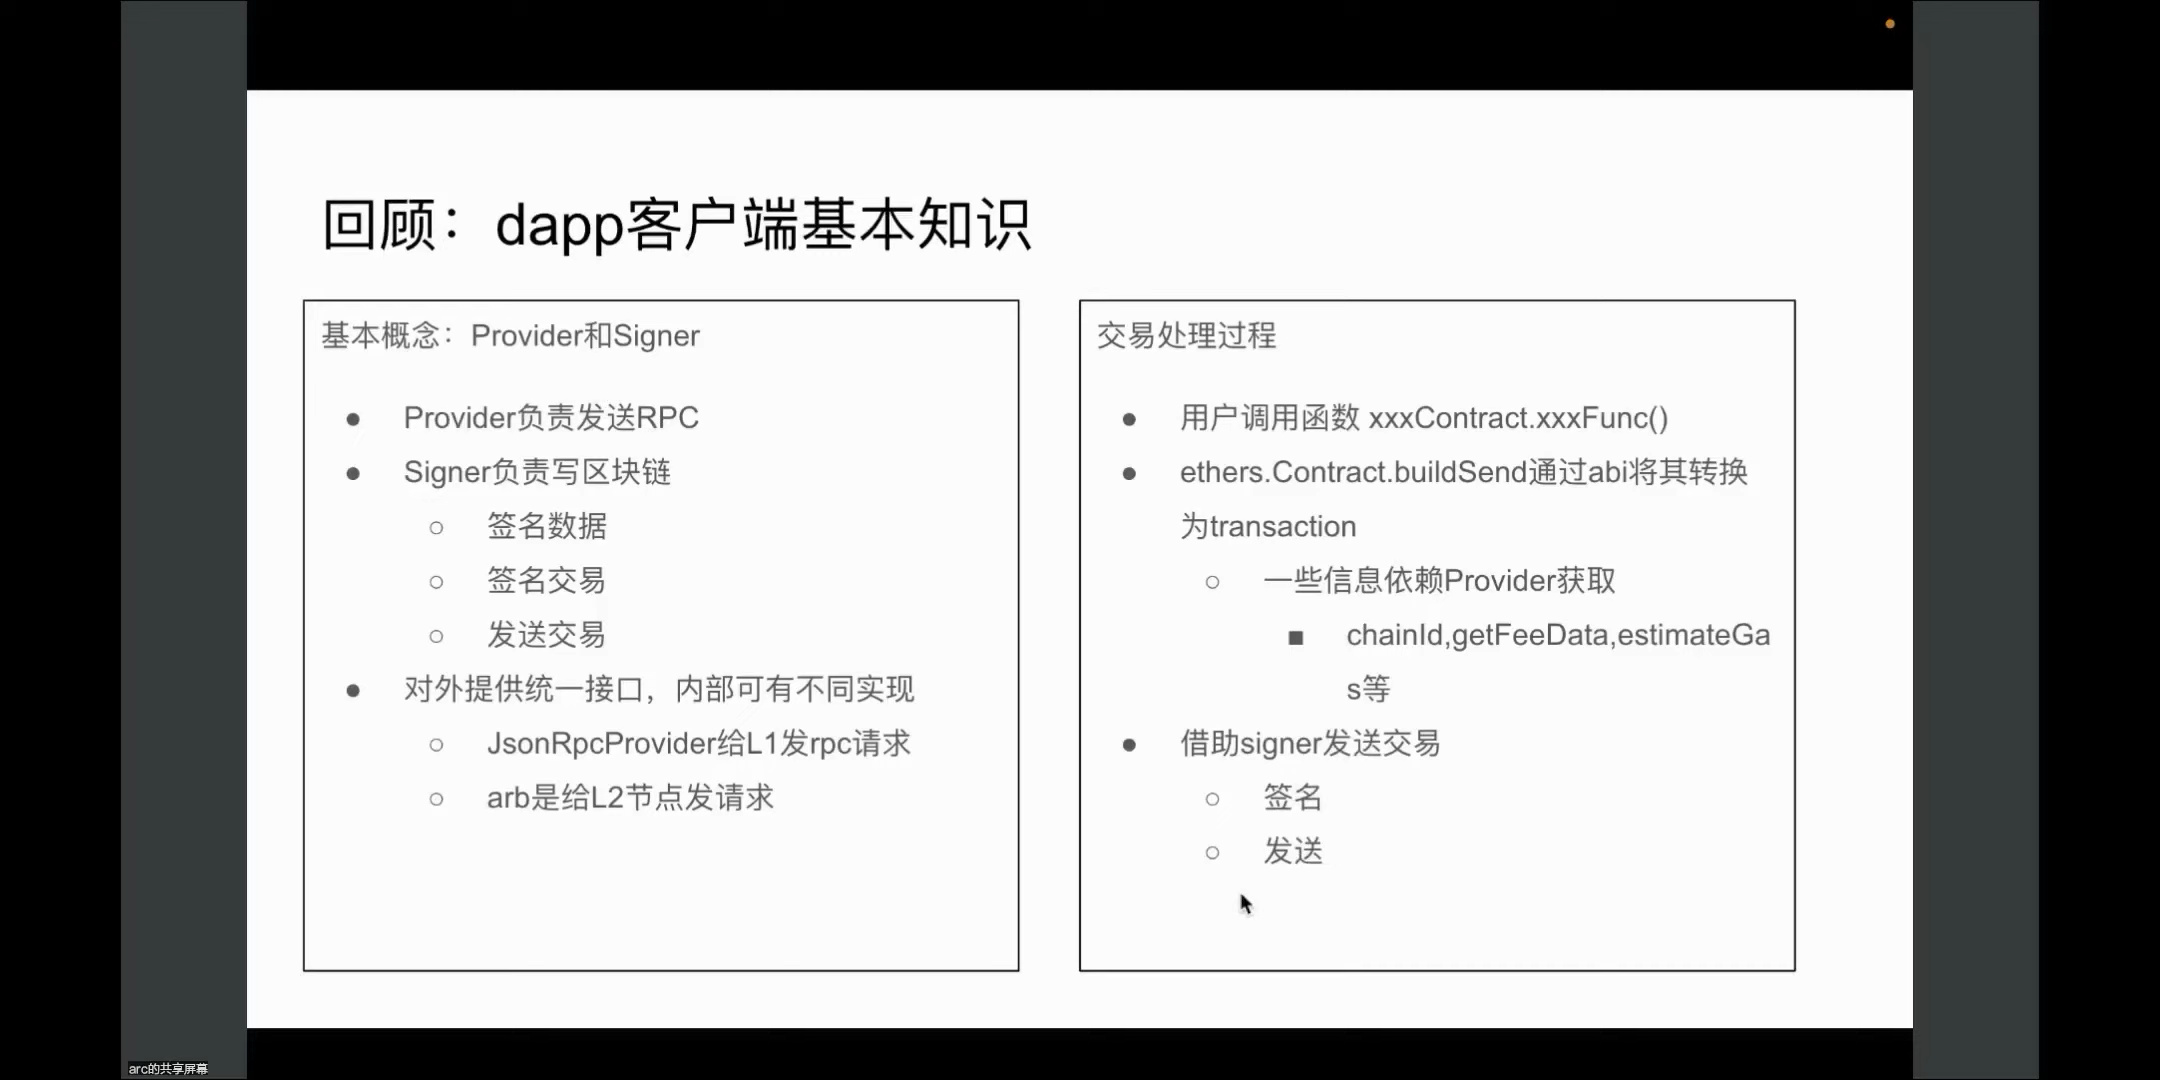 回顾：dapp客户端基本知识
基本概念：Provider和Signer
● Provider负责发送RPC
● Signer负责写区块链
○ 签名数据
○ 签名交易
○ 发送交易
● 对外提供统一接口，内部可有不同实现
○ JsonRpcProvider给L1发rpc请求
○ arb是给L2节点发请求
交易处理过程
● 用户调用函数 xxxContract.xxxFunc()
● ethers.Contract.buildSend通过abi将其转换
为transaction
○ 一些信息依赖Provider获取
■ chainId,getFeeData,estimateGa
s等
● 借助signer发送交易
○ 签名
○ 发送
arc的共享屏幕